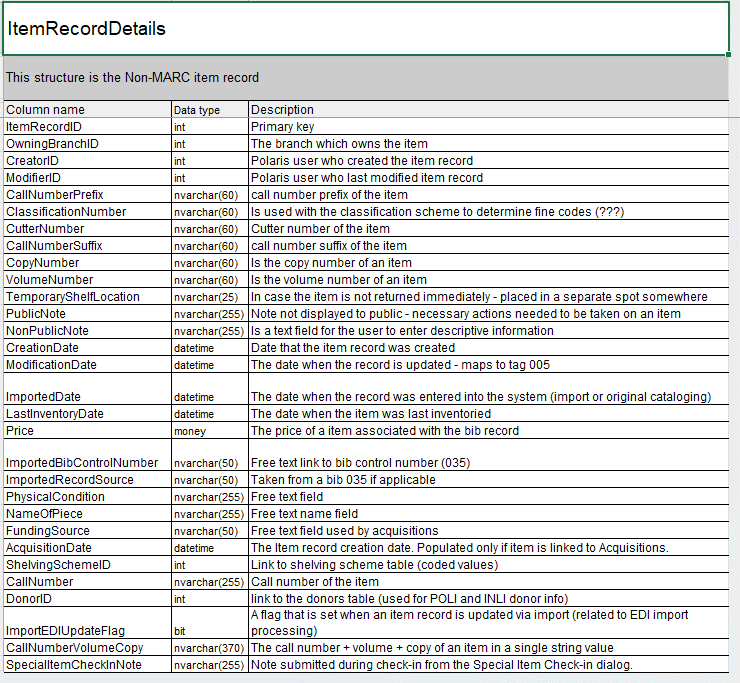 ItemRecordDetails
This structure is the Non-MARC item record
Column name Data type Description
ItemRecordID int Primary key
OwningBranchID int The branch which owns the item
CreatorID int Polaris user who created the item record
ModifierID int Polaris user who last modified item record
CallNumberPrefix nvarchar(60) call number prefix of the item
ClassificationNumber nvarchar(60) Is used with the classification scheme to determine fine codes (???)
CutterNumber nvarchar(60) Cutter number of the item
CallNumberSuffix nvarchar(60) call number suffix of the item
CopyNumber nvarchar(60) Is the copy number of an item
VolumeNumber nvarchar(60) Is the volume number of an item
TemporaryShelfLocation nvarchar(25) In case the item is not returned immediately - placed in a separate spot somewhere
PublicNote nvarchar(255) Note not displayed to public - necessary actions needed to be taken on an item
NonPublicNote nvarchar(255) Is a text field for the user to enter descriptive information
CreationDate datetime Date that the item record was created
ModificationDate datetime The date when the record is updated - maps to tag 005
ImportedDate datetime The date when the record was entered into the system (import or original cataloging)
LastInventoryDate datetime The date when the item was last inventoried
Price money The price of a item associated with the bib record
ImportedBibControlNumber nvarchar(50) Free text link to bib control number (035)
ImportedRecordSource nvarchar(50) Taken from a bib 035 if applicable
PhysicalCondition nvarchar(255) Free text field
NameOfPiece nvarchar(255) Free text name field
FundingSource nvarchar(50) Free text field used by acquisitions
AcquisitionDate datetime The Item record creation date. Populated only if item is linked to Acquisitions.
ShelvingSchemeID int Link to shelving scheme table (coded values)
CallNumber nvarchar(255) Call number of the item
DonorID int link to the donors table (used for POLI and INLI donor info)
A flag that is set when an item record is updated via import (related to EDI import
ImportEDIUpdateFlag bit processing)
CallNumberVolumeCopy nvarchar(370) The call number + volume + copy of an item in a single string value
SpecialItemCheckInNote nvarchar(255) Note submitted during check-in from the Special Item Check-in dialog.